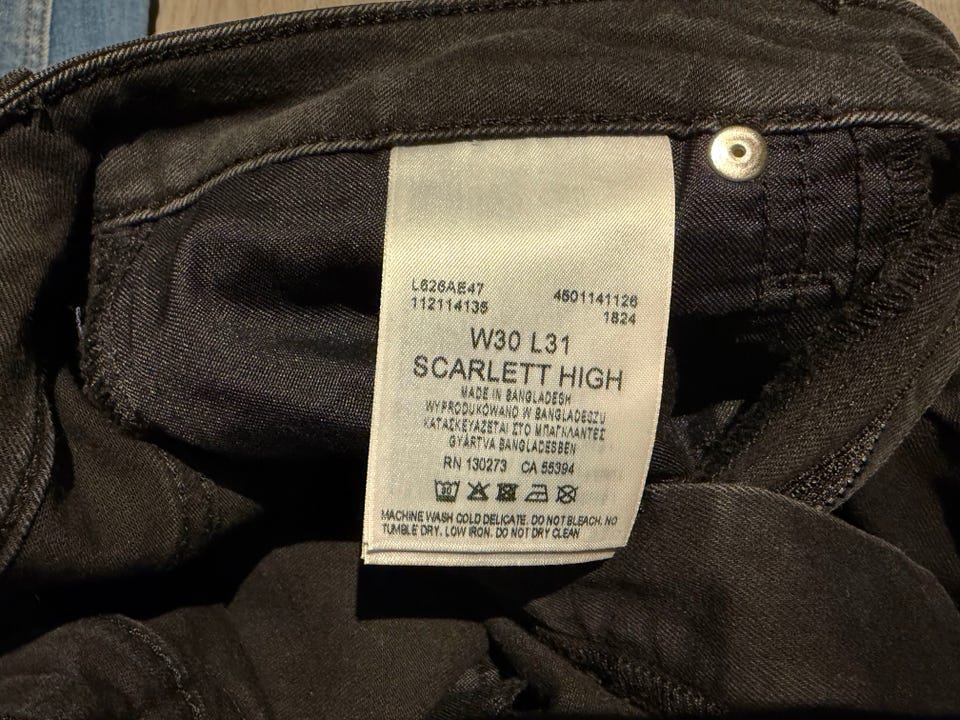 L626AE47 4501141126
112114135 1824
W30 L31
SCARLETT HIGH
MADE IN BANGLADESH
WYPRODUKOWANO W BANGLADESZU
ΚΑΤΑΣΚΕΥΑΖΕΤΑΙ ΣΤΟ ΜΠΑΓΚΛΑΝΤΕΣ
GYÁRTVA BANGLADESBEN
RN 130273 CA 55394
30
MACHINE WASH COLD DELICATE. DO NOT BLEACH. NO
TUMBLE DRY. LOW IRON. DO NOT DRY CLEAN